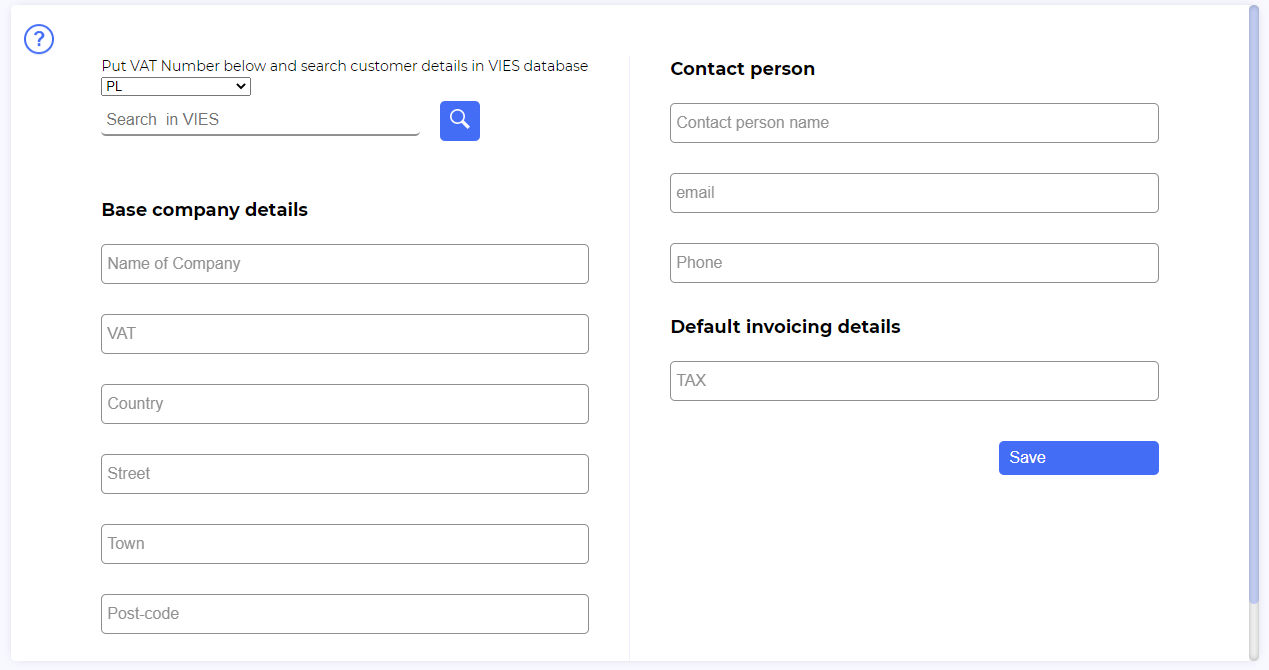 ?
Put VAT Number below and search customer details in VIES database
PL
Search in VIES
Base company details
Name of Company
VAT
Country
Street
Town
Post-code
Contact person
Contact person name
email
Phone
Default invoicing details
TAX
Save